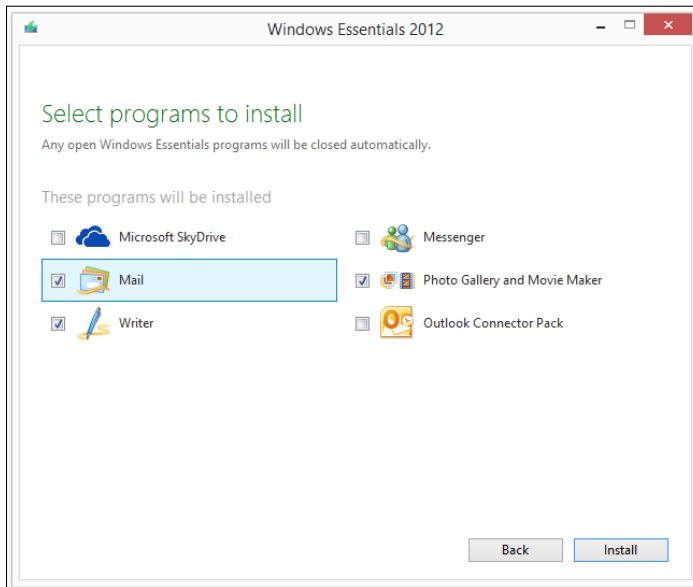 Windows Essentials 2012
Select programs to install
Any open Windows Essentials programs will be closed automatically.
These programs will be installed
Microsoft SkyDrive
Messenger
Mail
Photo Gallery and Movie Maker
Writer
Outlook Connector Pack
Back
Install